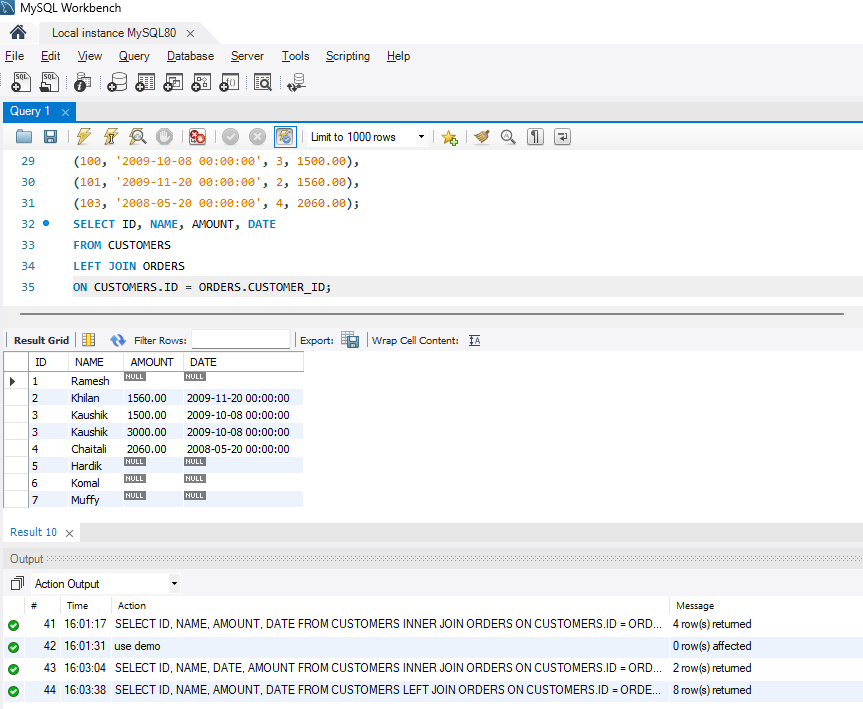 MySQL Workbench
Local instance MySQL80
File Edit View Query Database Server Tools Scripting Help
Query 1
Limit to 1000 rows
29 (100, '2009-10-08 00:00:00', 3, 1500.00),
30 (101, '2009-11-20 00:00:00', 2, 1560.00),
31 (103, '2008-05-20 00:00:00', 4, 2060.00);
32 SELECT ID, NAME, AMOUNT, DATE
33 FROM CUSTOMERS
34 LEFT JOIN ORDERS
35 ON CUSTOMERS.ID = ORDERS.CUSTOMER_ID;
Result Grid Filter Rows: Export: Wrap Cell Content:
ID NAME AMOUNT DATE
1 Ramesh NULL NULL
2 Khilan 1560.00 2009-11-20 00:00:00
3 Kaushik 1500.00 2009-10-08 00:00:00
3 Kaushik 3000.00 2009-10-08 00:00:00
4 Chaitali 2060.00 2008-05-20 00:00:00
5 Hardik NULL NULL
6 Komal NULL NULL
7 Muffy NULL NULL
Result 10
Output
Action Output
# Time Action Message
41 16:01:17 SELECT ID, NAME, AMOUNT, DATE FROM CUSTOMERS INNER JOIN ORDERS ON CUSTOMERS.ID = ORD... 4 row(s) returned
42 16:01:31 use demo 0 row(s) affected
43 16:03:04 SELECT ID, NAME, DATE, AMOUNT FROM CUSTOMERS INNER JOIN ORDERS ON CUSTOMERS.ID = ORD... 2 row(s) returned
44 16:03:38 SELECT ID, NAME, AMOUNT, DATE FROM CUSTOMERS LEFT JOIN ORDERS ON CUSTOMERS.ID = ORDE... 8 row(s) returned